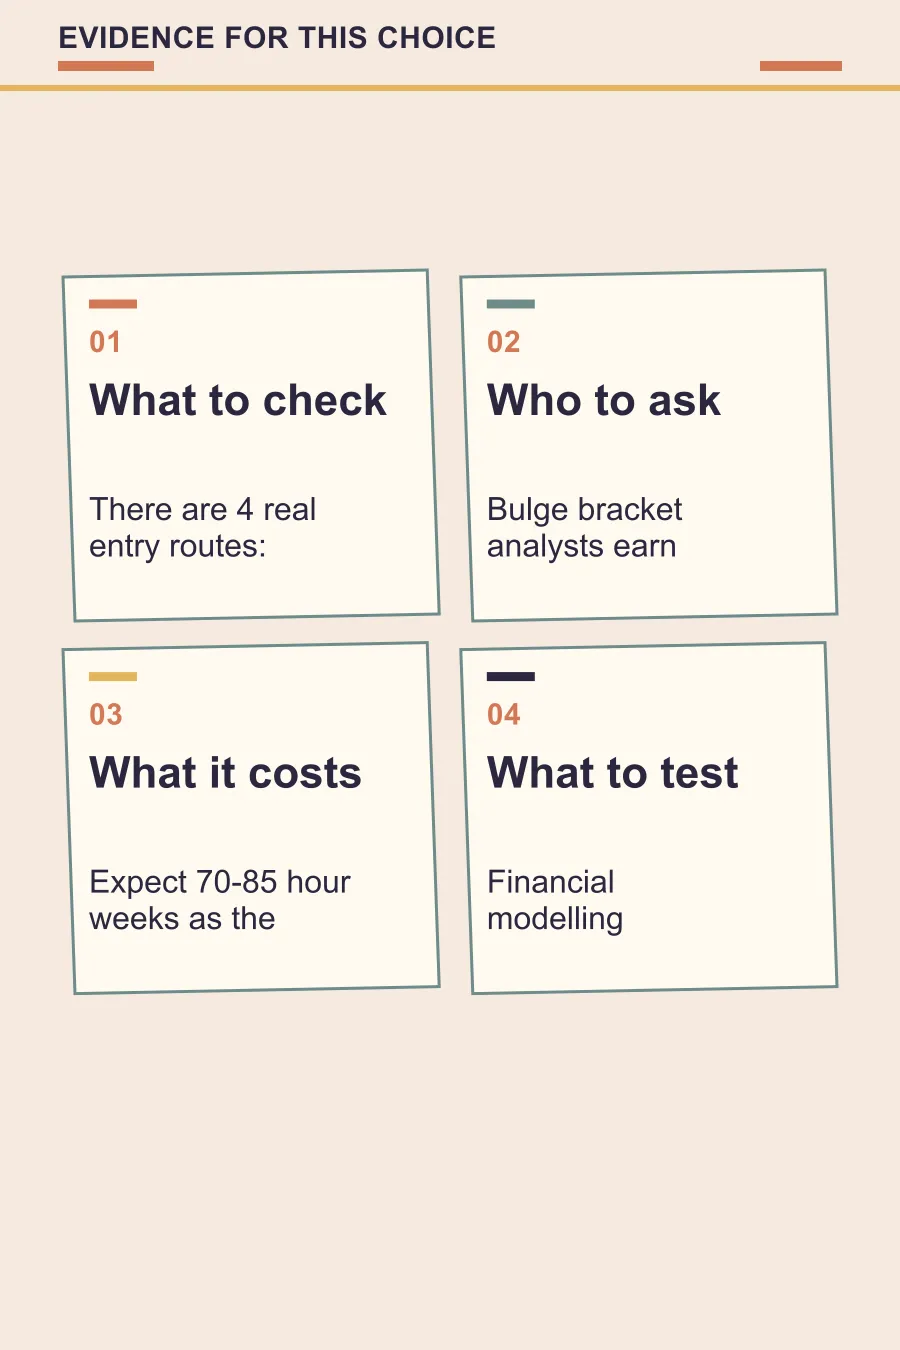 EVIDENCE FOR THIS CHOICE
01
What to check
There are 4 real
entry routes:
02
Who to ask
Bulge bracket
analysts earn
03
What it costs
Expect 70-85 hour
weeks as the
04
What to test
Financial
modelling